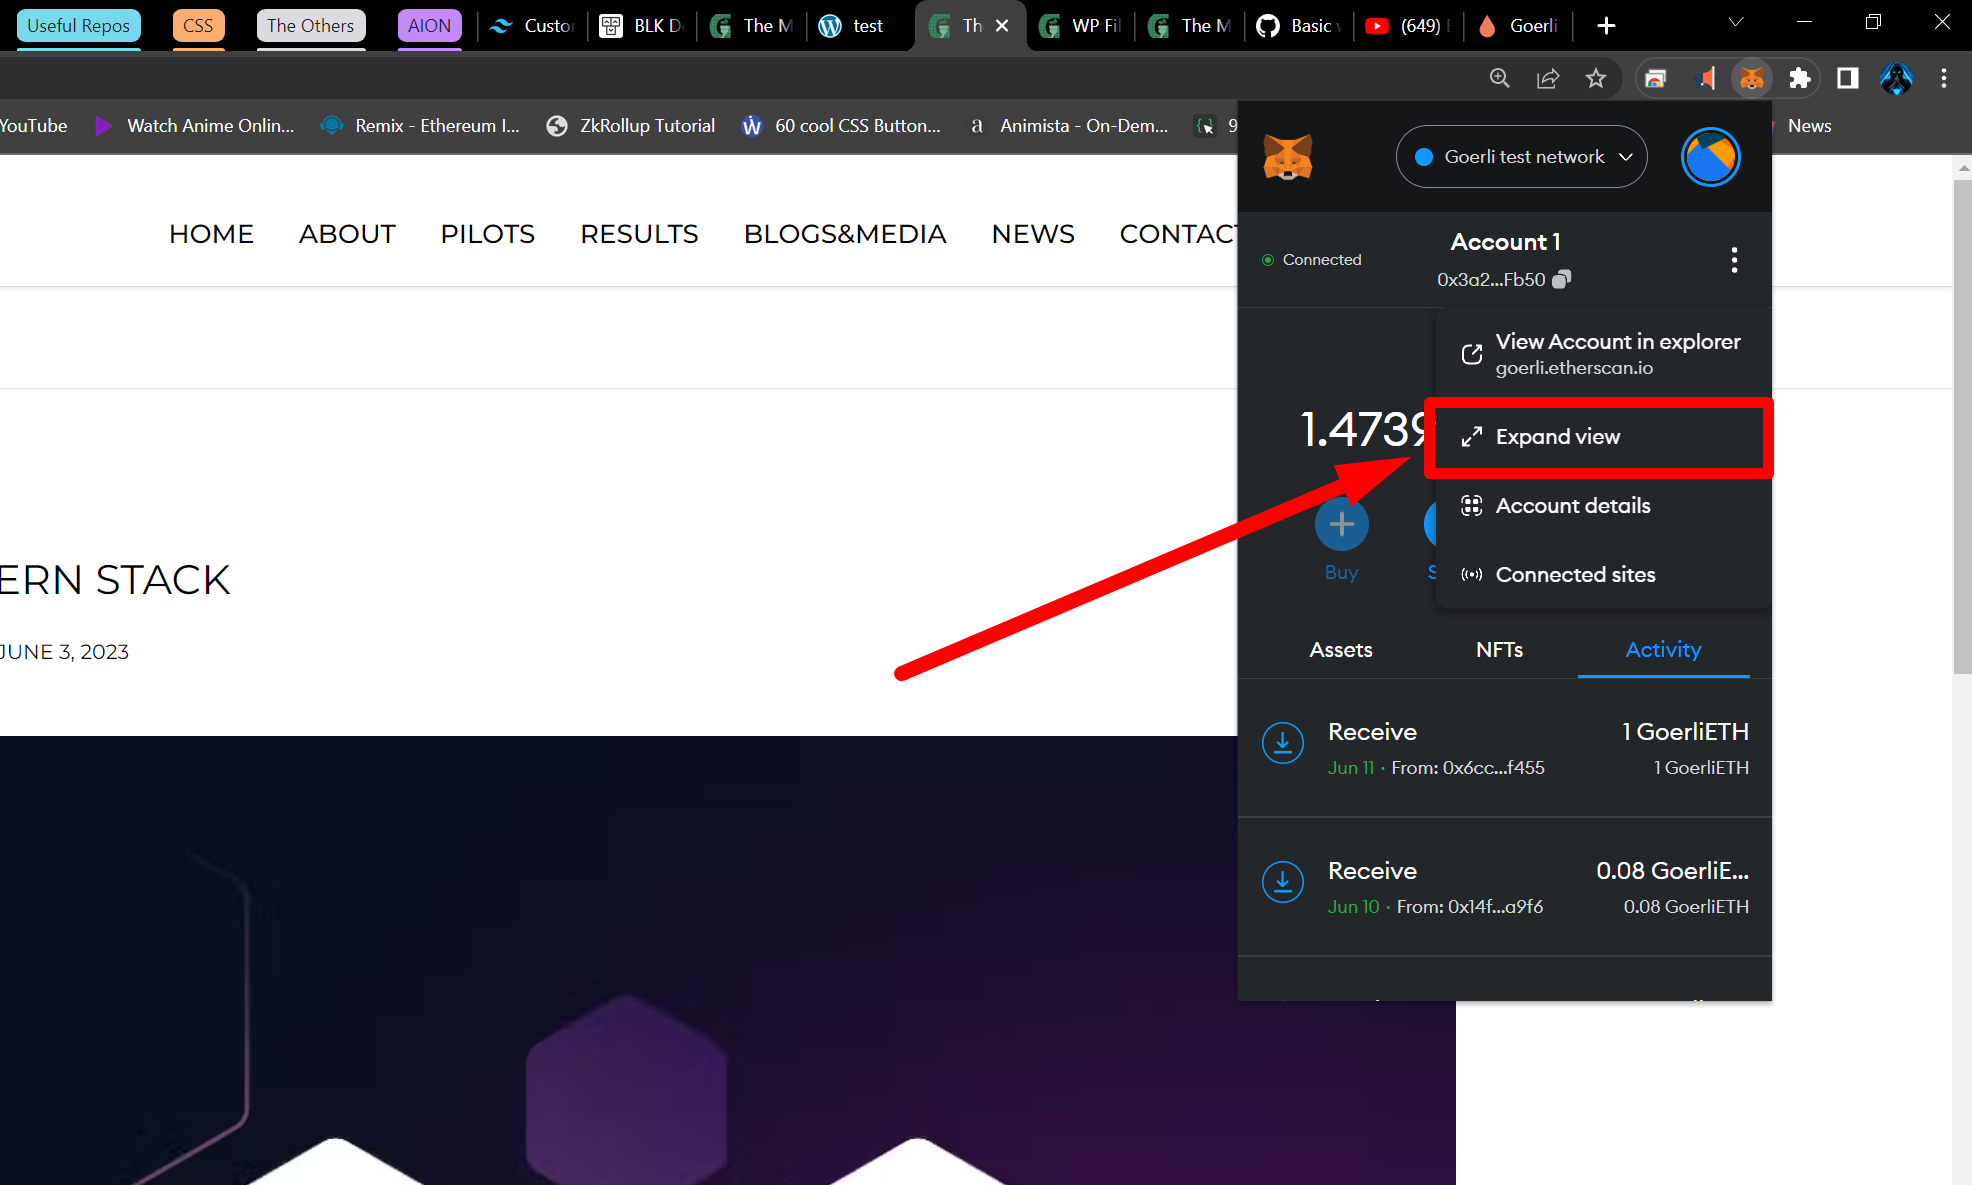 Useful Repos CSS The Others AION Custo BLK D The M test Th WP Fil The M Basic (649) Goerli
YouTube Watch Anime Onlin... Remix - Ethereum I... ZkRollup Tutorial 60 cool CSS Button... a Animista - On-Dem... 9 News
HOME ABOUT PILOTS RESULTS BLOGS&MEDIA NEWS CONTACT
ERN STACK
JUNE 3, 2023
Goerli test network
Connected
Account 1
0x3a2...Fb50
View Account in explorer
goerli.etherscan.io
1.4739
Expand view
Account details
Buy
S
Connected sites
Assets NFTs Activity
Receive 1 GoerliETH
Jun 11 · From: 0x6cc...f455 1 GoerliETH
Receive 0.08 GoerliE...
Jun 10 · From: 0x14f...a9f6 0.08 GoerliETH